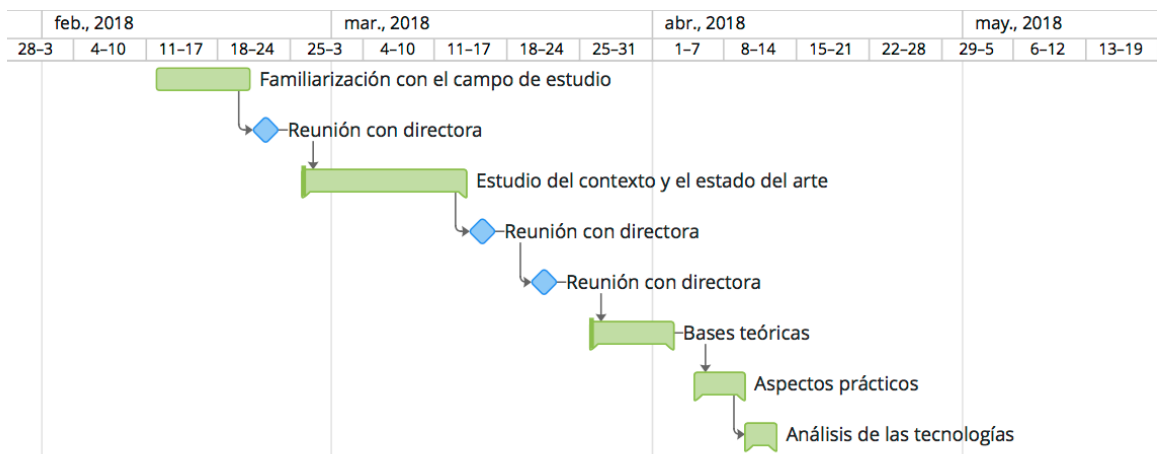 feb., 2018 mar., 2018 abr., 2018 may., 2018
28–3 4–10 11–17 18–24 25–3 4–10 11–17 18–24 25–31 1–7 8–14 15–21 22–28 29–5 6–12 13–19
Familiarización con el campo de estudio
Reunión con directora
Estudio del contexto y el estado del arte
Reunión con directora
Reunión con directora
Bases teóricas
Aspectos prácticos
Análisis de las tecnologías